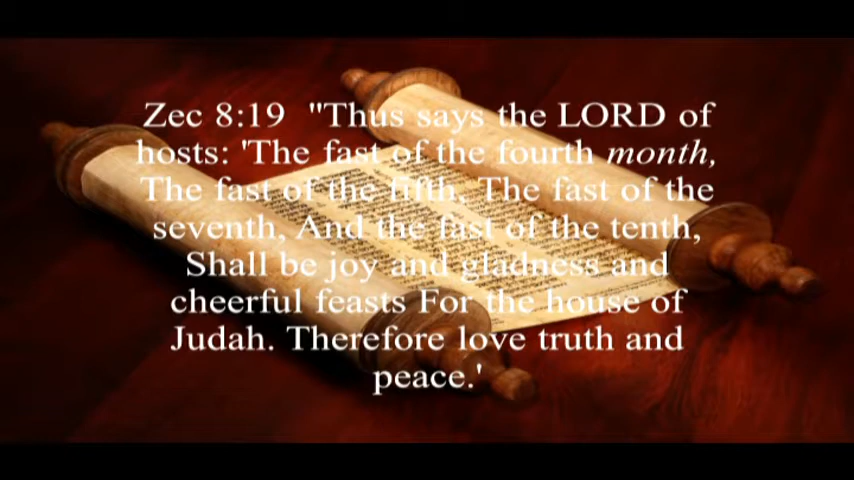 Zec 8:19  "Thus says the LORD of
hosts: 'The fast of the fourth month,
The fast of the fifth, The fast of the
seventh, And the fast of the tenth,
Shall be joy and gladness and
cheerful feasts For the house of
Judah. Therefore love truth and
peace.'